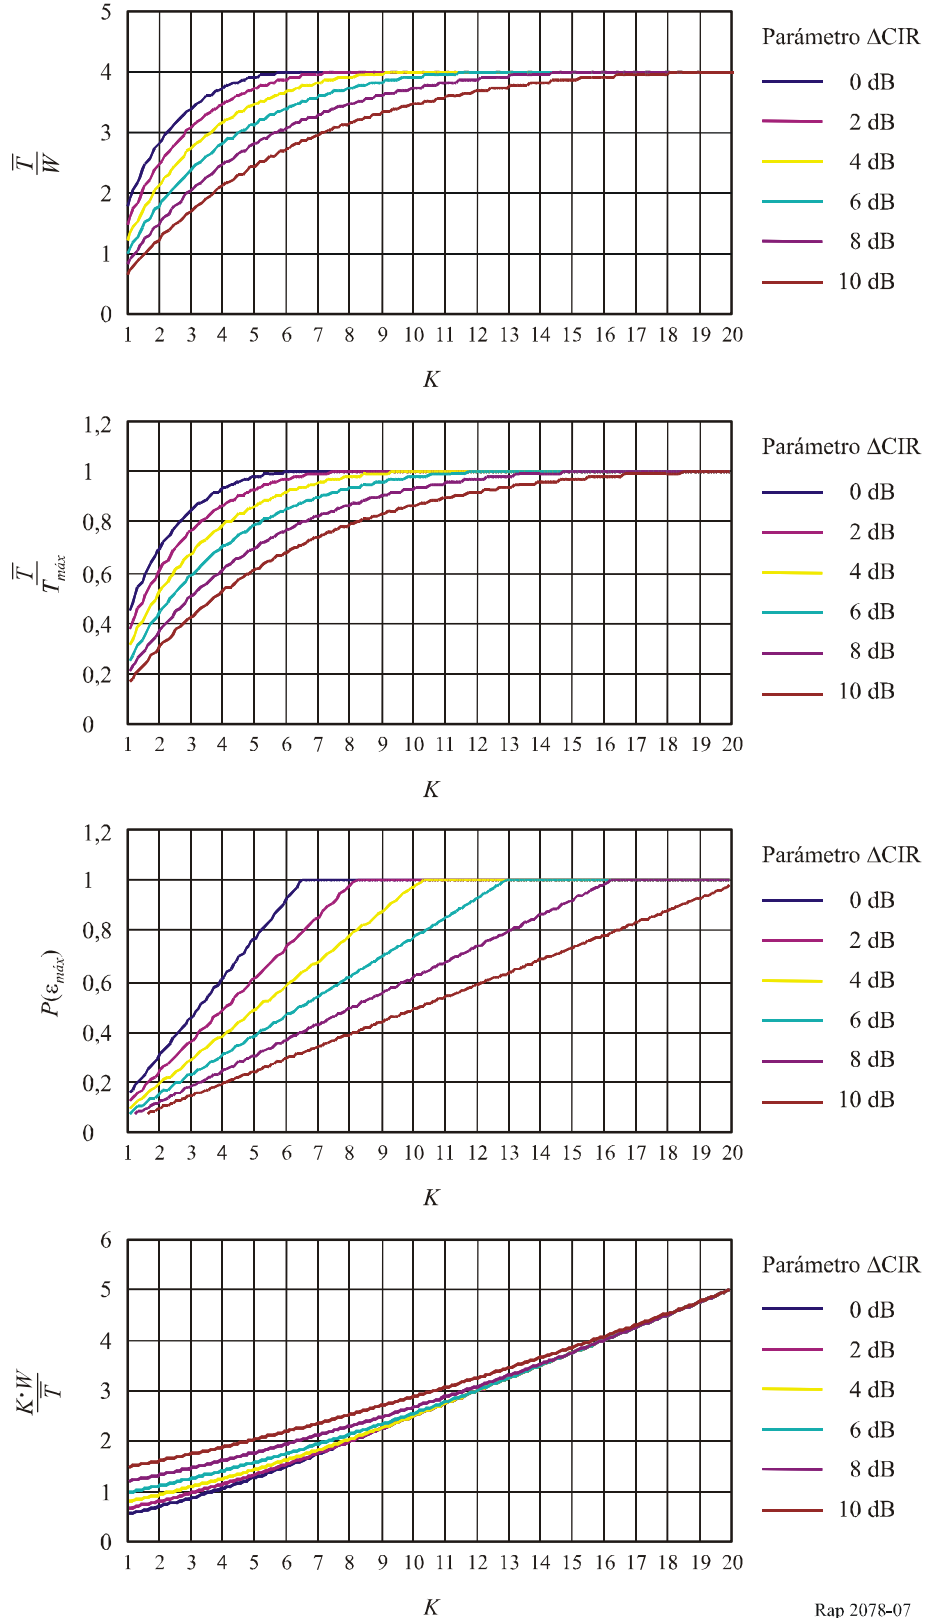 5
4
3
2
1
0
T/W
1 2 3 4 5 6 7 8 9 10 11 12 13 14 15 16 17 18 19 20
K
Parámetro ΔCIR
0 dB
2 dB
4 dB
6 dB
8 dB
10 dB
1,2
1
0,8
0,6
0,4
0,2
0
T/Tmáx
1 2 3 4 5 6 7 8 9 10 11 12 13 14 15 16 17 18 19 20
K
Parámetro ΔCIR
0 dB
2 dB
4 dB
6 dB
8 dB
10 dB
1,2
1
0,8
0,6
0,4
0,2
0
P(εmáx)
1 2 3 4 5 6 7 8 9 10 11 12 13 14 15 16 17 18 19 20
K
Parámetro ΔCIR
0 dB
2 dB
4 dB
6 dB
8 dB
10 dB
6
5
4
3
2
1
0
K·W/T
1 2 3 4 5 6 7 8 9 10 11 12 13 14 15 16 17 18 19 20
K
Parámetro ΔCIR
0 dB
2 dB
4 dB
6 dB
8 dB
10 dB
Rap 2078-07